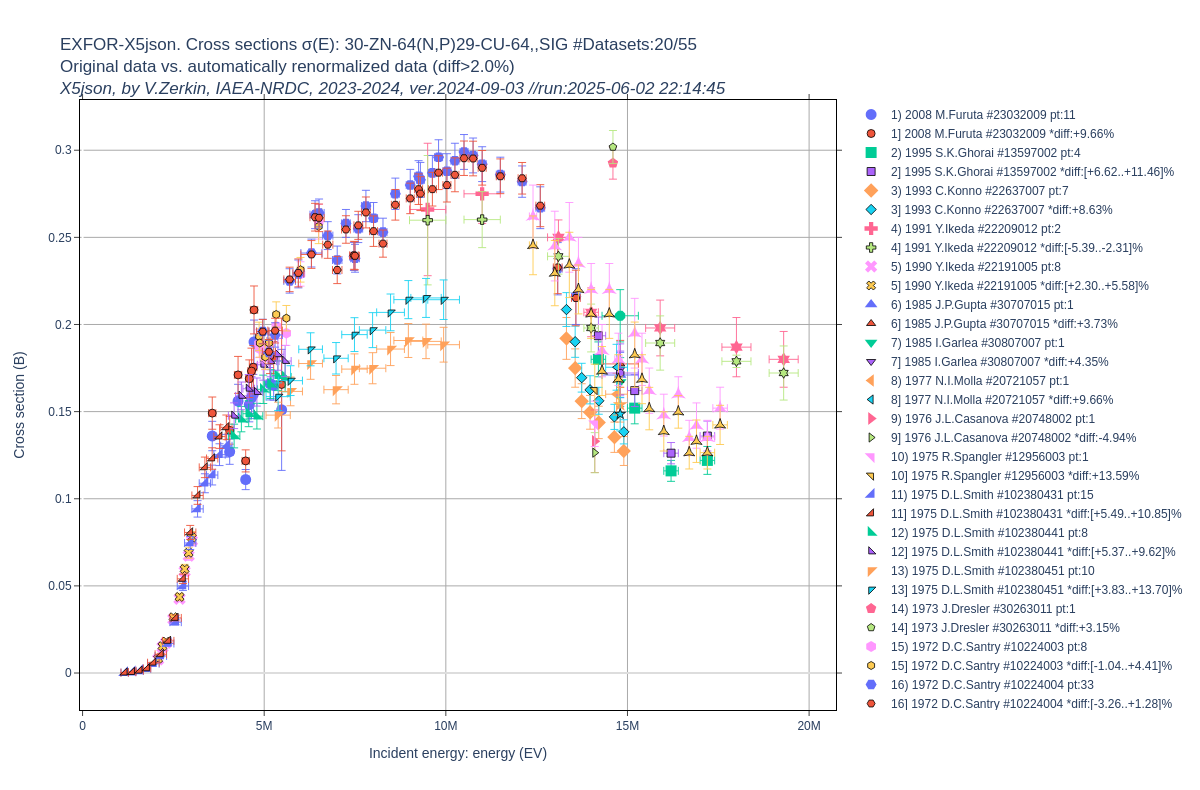 EXFOR-X5json. Cross sections σ(E): 30-ZN-64(N,P)29-CU-64,,SIG #Datasets:20/55
Original data vs. automatically renormalized data (diff>2.0%)
X5json, by V.Zerkin, IAEA-NRDC, 2023-2024, ver.2024-09-03 //run:2025-06-02 22:14:45
0.3
0.25
0.2
0.15
0.1
0.05
0
Cross section (B)
0
5M
10M
15M
20M
Incident energy: energy (EV)
1) 2008 M.Furuta #23032009 pt:11
1] 2008 M.Furuta #23032009 *diff:+9.66%
2) 1995 S.K.Ghorai #13597002 pt:4
2] 1995 S.K.Ghorai #13597002 *diff:[+6.62..+11.46]%
3) 1993 C.Konno #22637007 pt:7
3] 1993 C.Konno #22637007 *diff:+8.63%
4) 1991 Y.Ikeda #22209012 pt:2
4] 1991 Y.Ikeda #22209012 *diff:[-5.39..-2.31]%
5) 1990 Y.Ikeda #22191005 pt:8
5] 1990 Y.Ikeda #22191005 *diff:[+2.30..+5.58]%
6) 1985 J.P.Gupta #30707015 pt:1
6] 1985 J.P.Gupta #30707015 *diff:+3.73%
7) 1985 I.Garlea #30807007 pt:1
7] 1985 I.Garlea #30807007 *diff:+4.35%
8) 1977 N.I.Molla #20721057 pt:1
8] 1977 N.I.Molla #20721057 *diff:+9.66%
9) 1976 J.L.Casanova #20748002 pt:1
9] 1976 J.L.Casanova #20748002 *diff:-4.94%
10) 1975 R.Spangler #12956003 pt:1
10] 1975 R.Spangler #12956003 *diff:+13.59%
11) 1975 D.L.Smith #102380431 pt:15
11] 1975 D.L.Smith #102380431 *diff:[+5.49..+10.85]%
12) 1975 D.L.Smith #102380441 pt:8
12] 1975 D.L.Smith #102380441 *diff:[+5.37..+9.62]%
13) 1975 D.L.Smith #102380451 pt:10
13] 1975 D.L.Smith #102380451 *diff:[+3.83..+13.70]%
14) 1973 J.Dresler #30263011 pt:1
14] 1973 J.Dresler #30263011 *diff:+3.15%
15) 1972 D.C.Santry #10224003 pt:8
15] 1972 D.C.Santry #10224003 *diff:[-1.04..+4.41]%
16) 1972 D.C.Santry #10224004 pt:33
16] 1972 D.C.Santry #10224004 *diff:[-3.26..+1.28]%